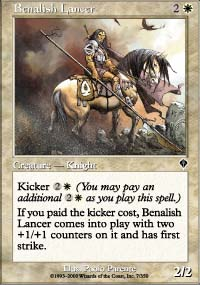 Benalish Lancer 2
Creature — Knight
Kicker 2 (You may pay an
additional 2 as you play this spell.)
If you paid the kicker cost, Benalish
Lancer comes into play with two
+1/+1 counters on it and has first
strike.
Illus. Paolo Parente
2/2
©1993-2000 Wizards of the Coast, Inc. 7/350